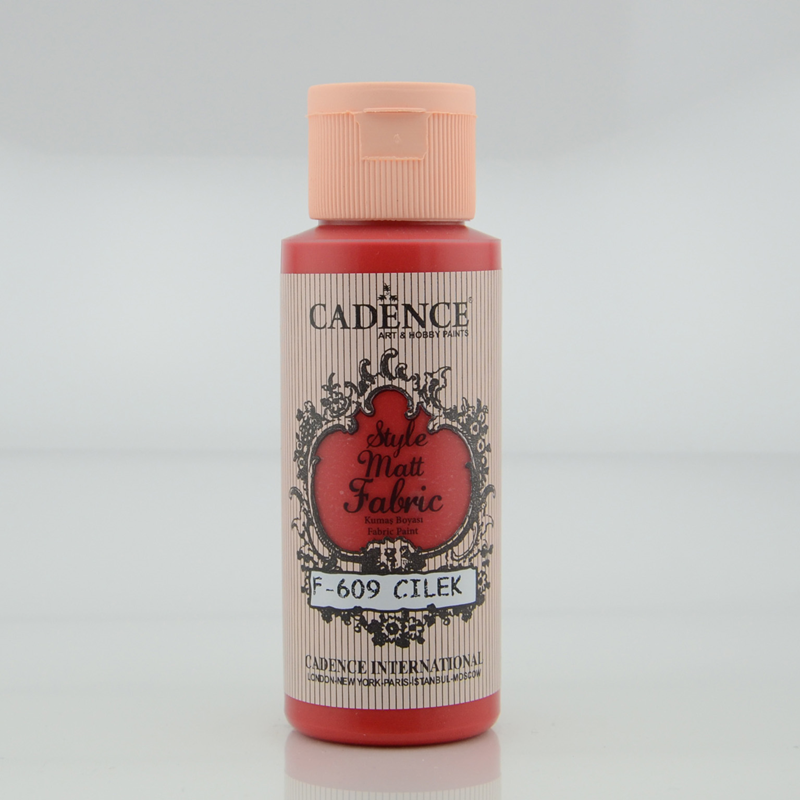 CADENCE
ART & HOBBY PAINTS
Style
Matt
Fabric
Kumaş Boyası
Fabric Paint
F-609 CILEK
CADENCE INTERNATIONAL
LONDON-NEW YORK-PARIS-İSTANBUL-MOSCOW